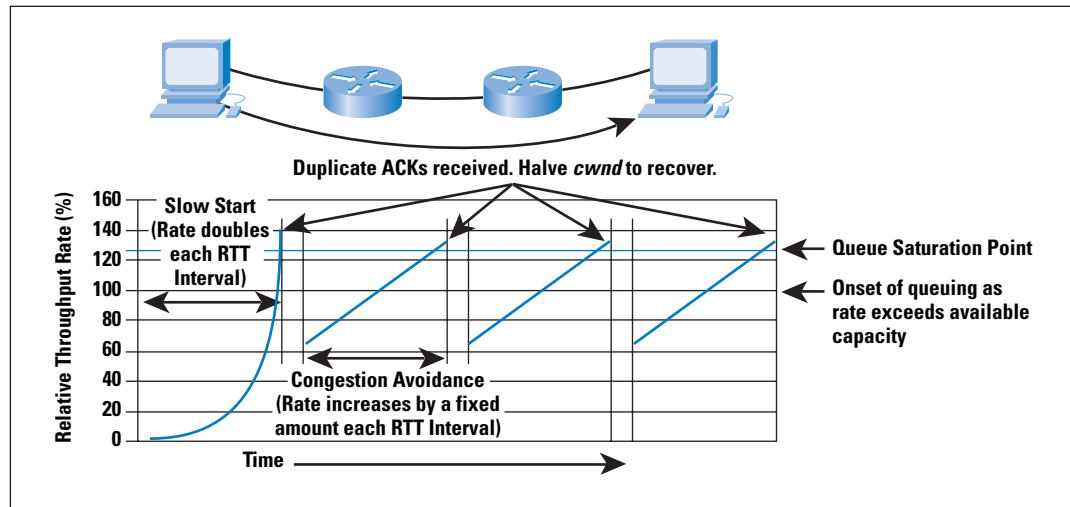 Duplicate ACKs received. Halve cwnd to recover.
Relative Throughput Rate (%)
160
140
120
100
80
60
40
20
0
Slow Start
(Rate doubles
each RTT
Interval)
Queue Saturation Point
Onset of queuing as
rate exceeds available
capacity
Congestion Avoidance
(Rate increases by a fixed
amount each RTT Interval)
Time